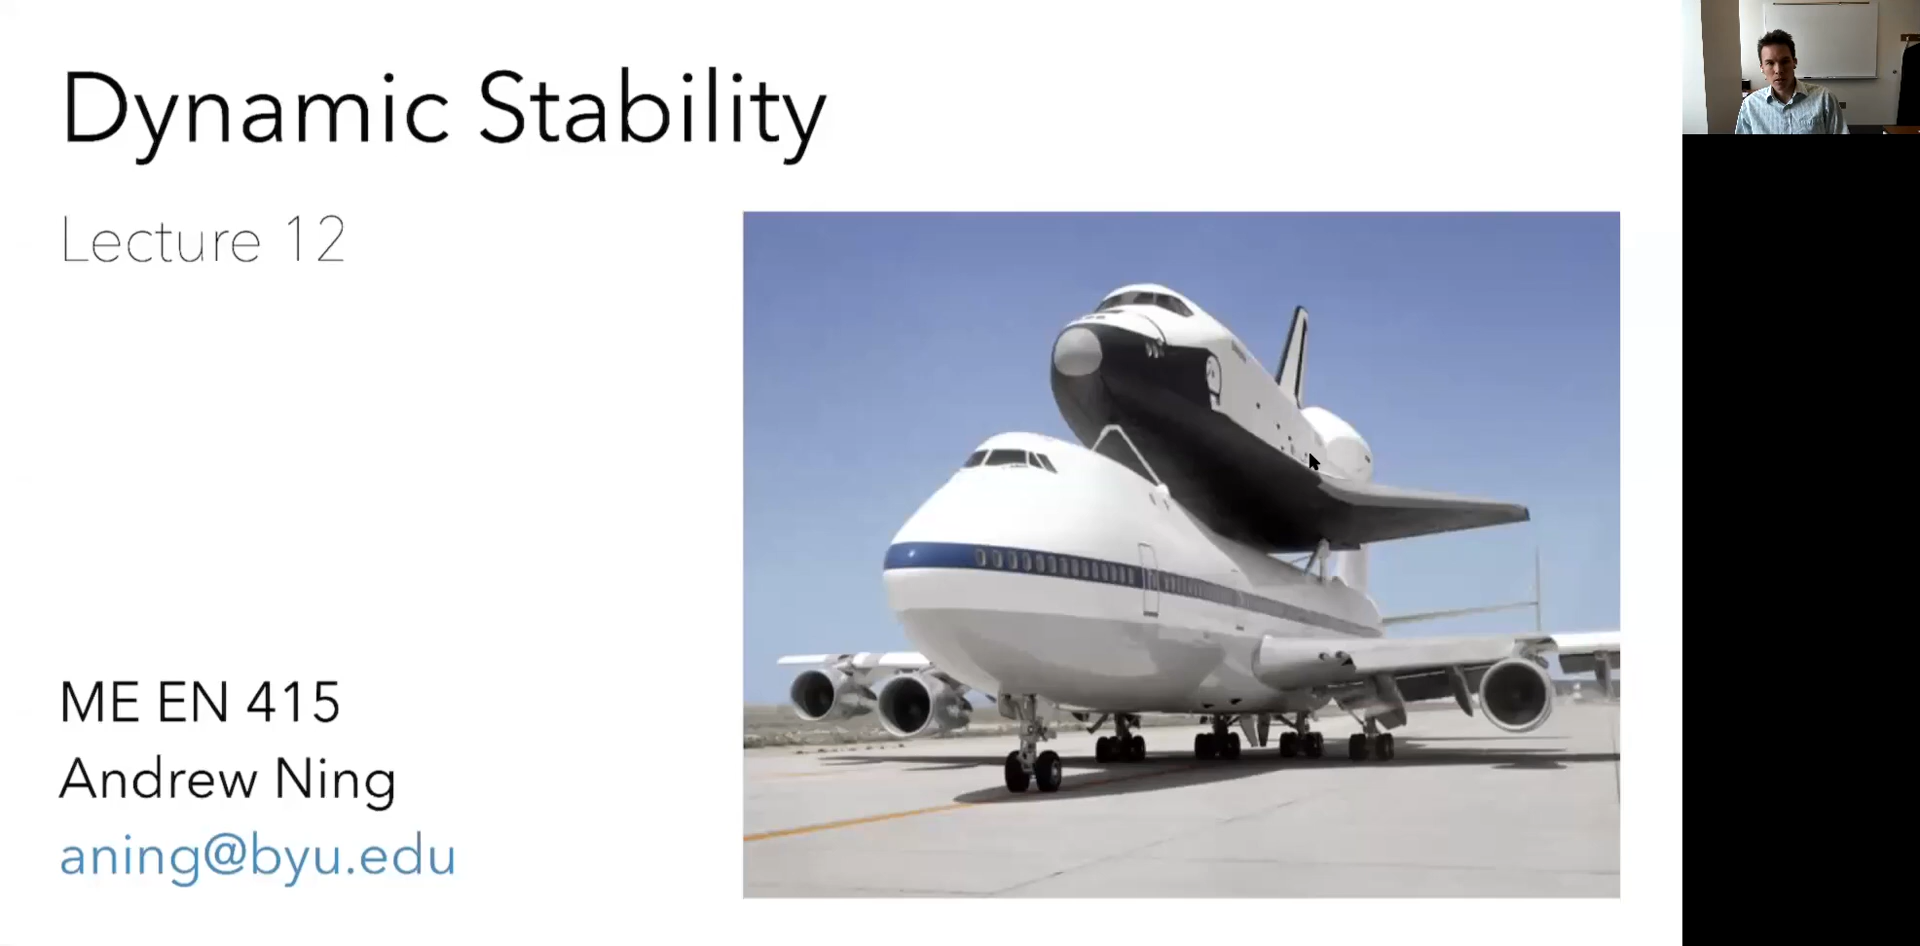 Dynamic Stability
Lecture 12
ME EN 415
Andrew Ning
aning@byu.edu